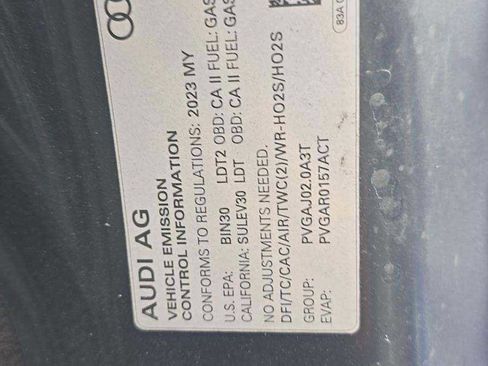 AUDI AG
VEHICLE EMISSION
CONTROL INFORMATION
CONFORMS TO REGULATIONS: 2023 MY
U.S. EPA: BIN30 LDT2 OBD: CA II FUEL: GAS
CALIFORNIA: SULEV30 LDT OBD: CA II FUEL: GAS
NO ADJUSTMENTS NEEDED.
DFI/TC/CAC/AIR/TWC(2)/WR-HO2S/HO2S
GROUP: PVGAJ02.0A3T
EVAP: PVGAR0157ACT
83A